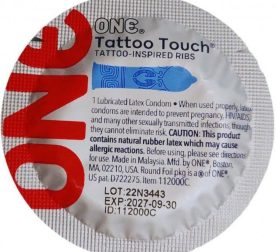 ONE
ONE®
Tattoo Touch®
TATTOO-INSPIRED RIBS
1 Lubricated Latex Condom • When used properly, latex
condoms are intended to prevent pregnancy, HIV/AIDS,
and many other sexually transmitted infections, though
they cannot eliminate risk. CAUTION: This product
contains natural rubber latex which may cause
allergic reactions. Before using, please see directions
for use. Made in Malaysia. Mfd. by ONE®, Boston,
MA, 02210, USA. Round Foil pkg is a ® of ONE®.
US pat. D722275. Item 112000C.
LOT:22N3443
EXP:2027-09-30
ID:112000C